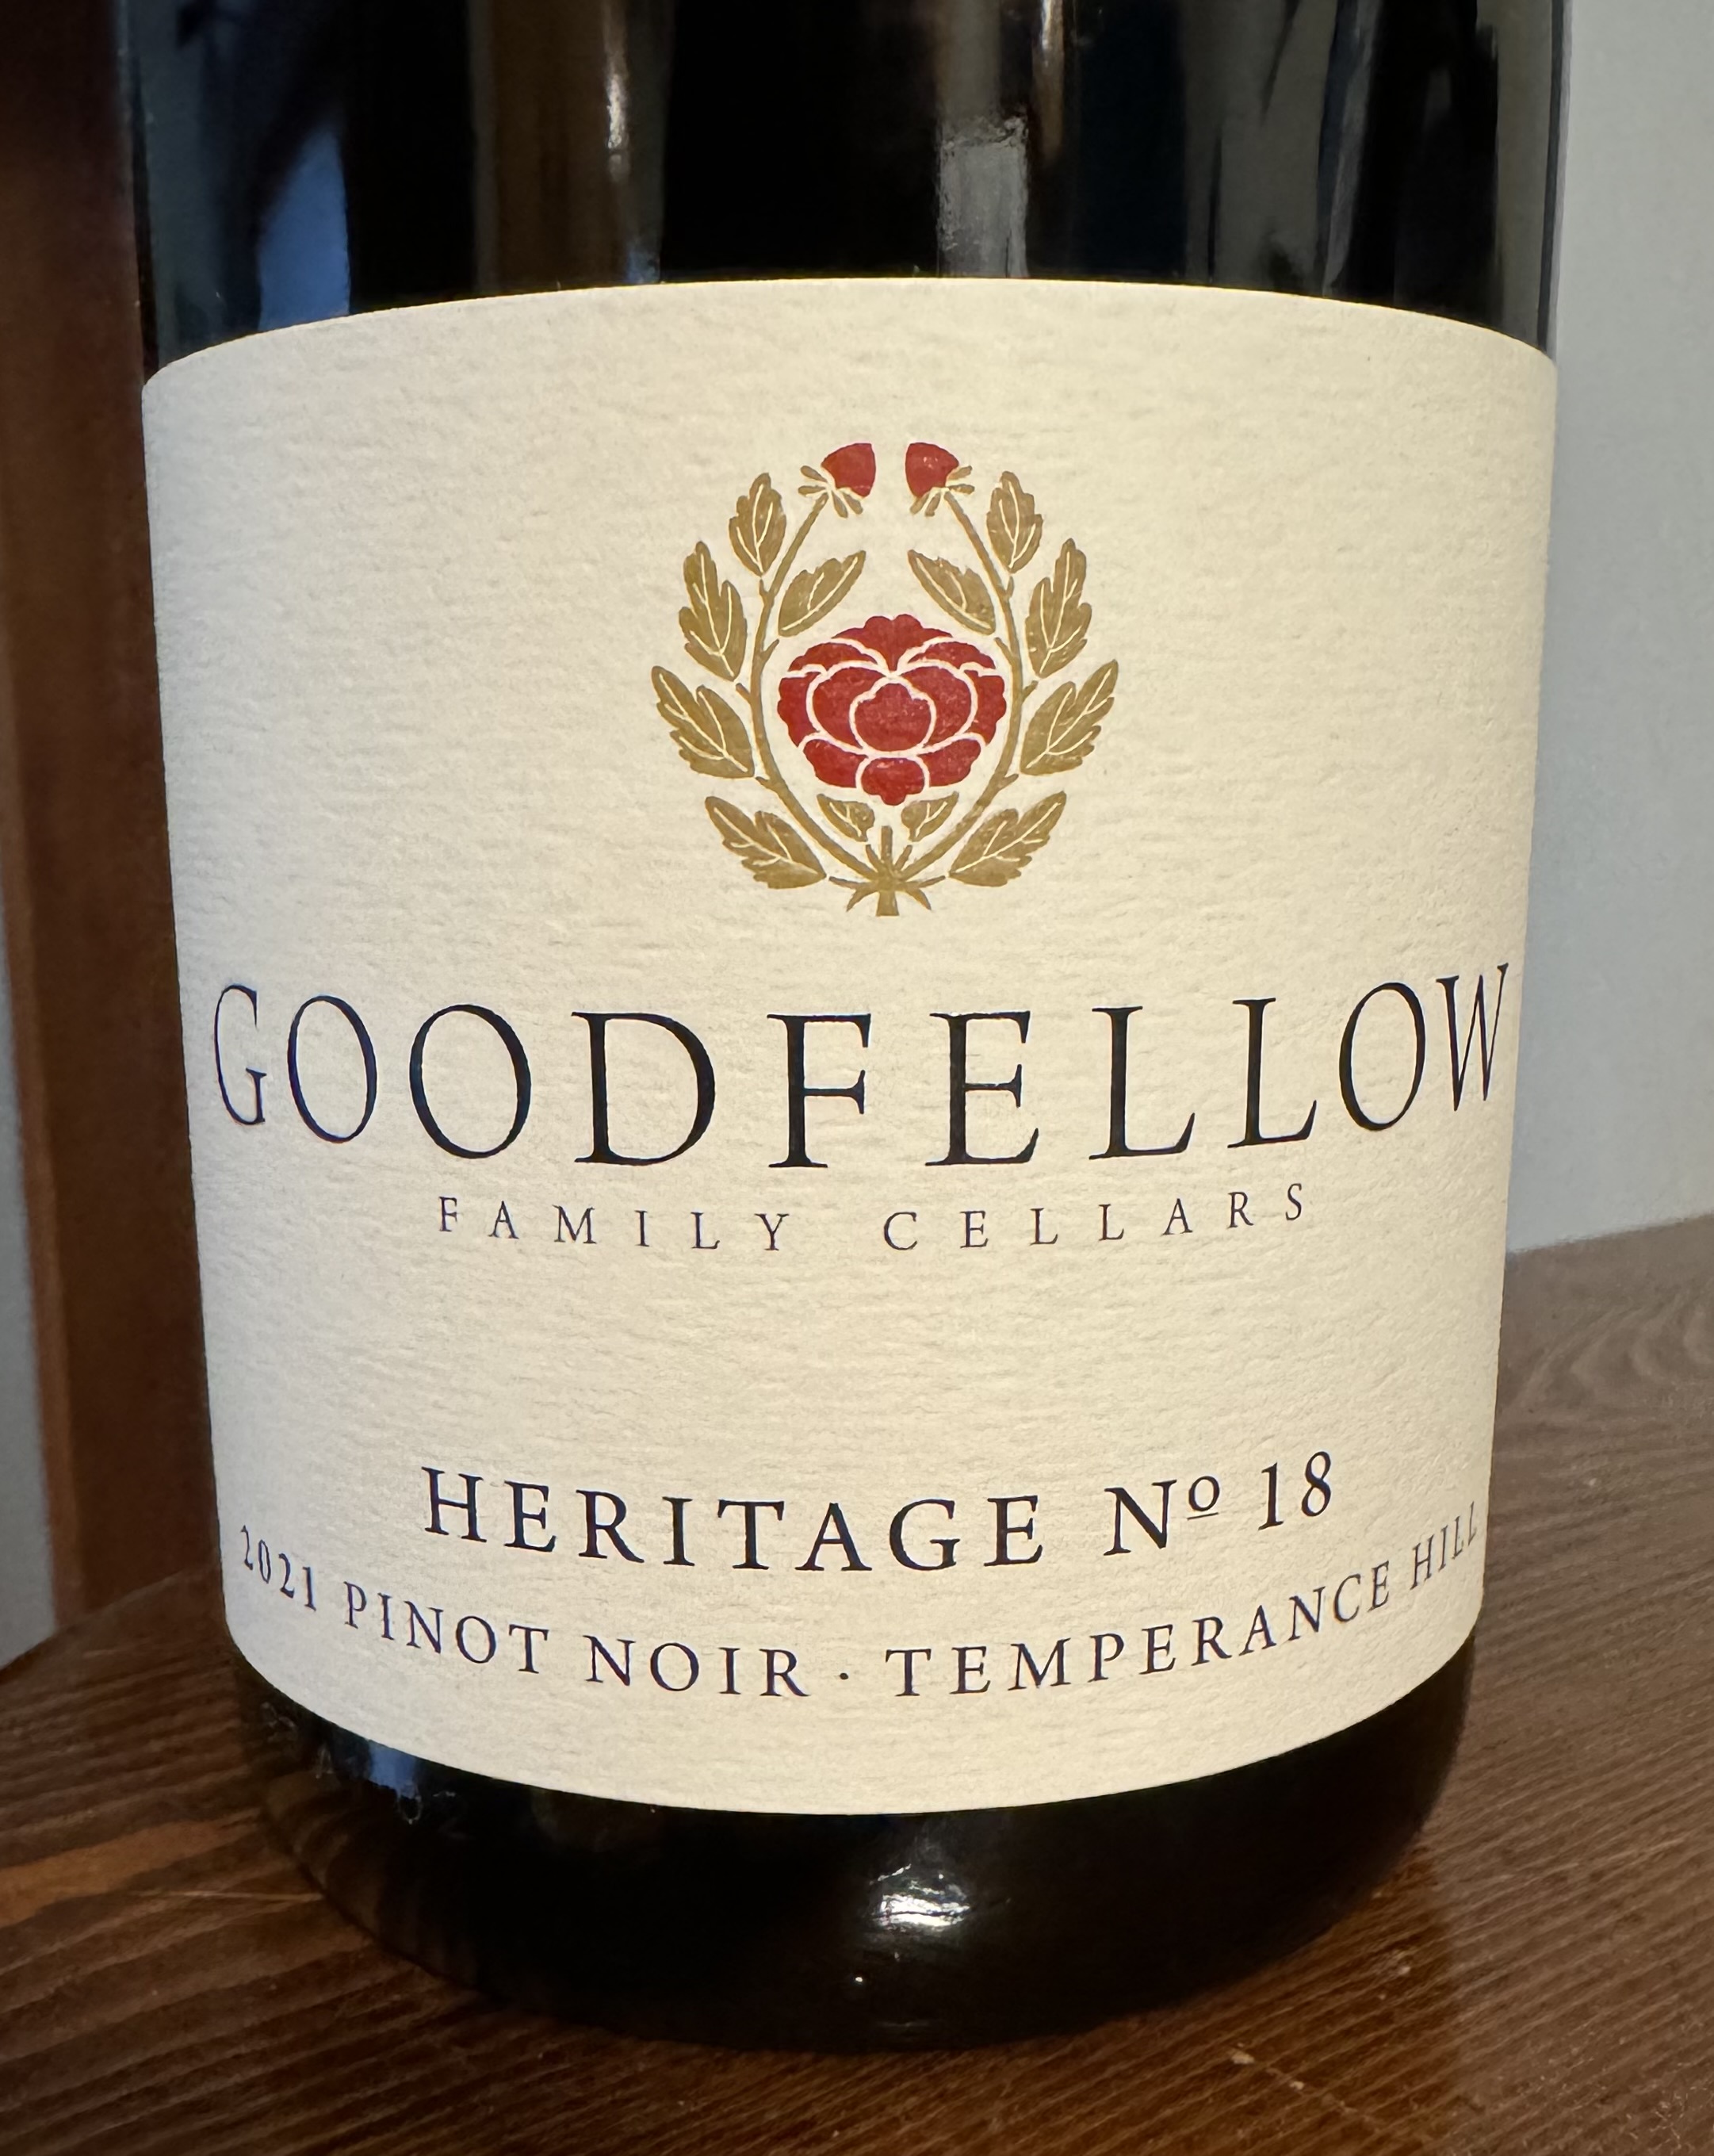 GOODFELLOW
FAMILY CELLARS
HERITAGE Nº 18
2021 PINOT NOIR · TEMPERANCE HILL